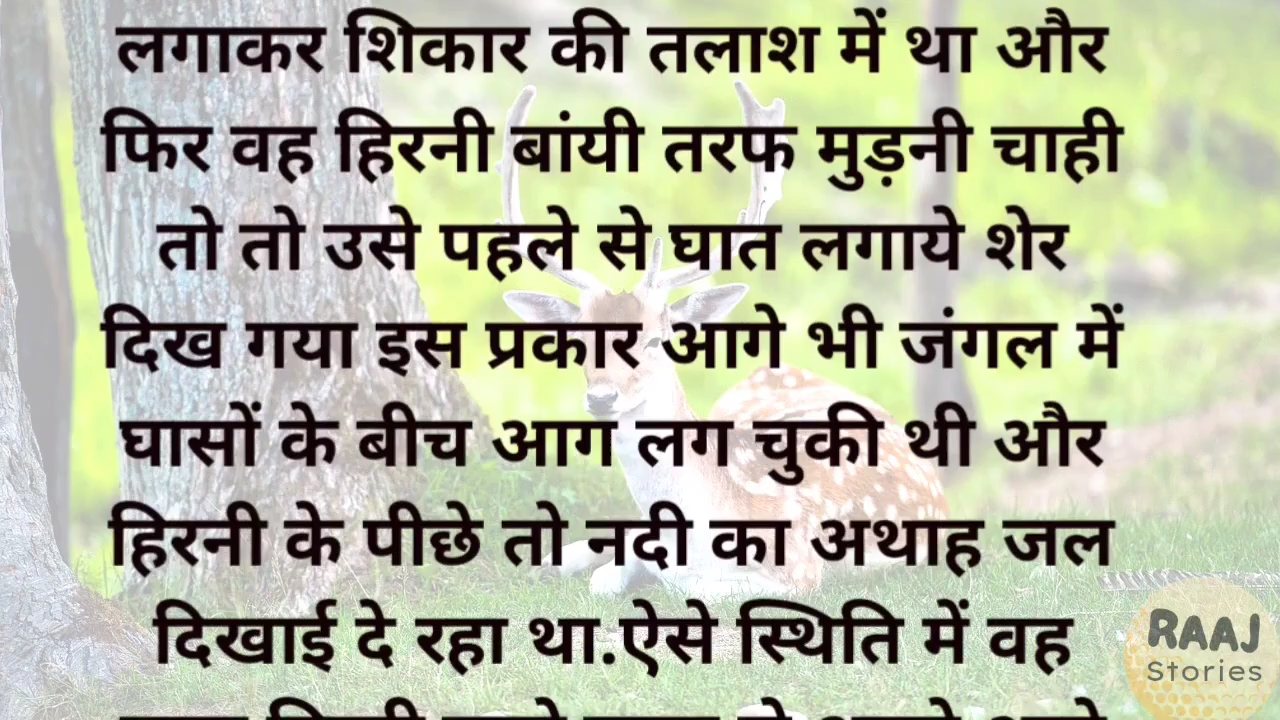 लगाकर शिकार की तलाश में था और
फिर वह हिरनी बांयी तरफ मुड़नी चाही
तो तो उसे पहले से घात लगाये शेर
दिख गया इस प्रकार आगे भी जंगल में
घासों के बीच आग लग चुकी थी और
हिरनी के पीछे तो नदी का अथाह जल
दिखाई दे रहा था.ऐसे स्थिति में वह
RAAJ
Stories